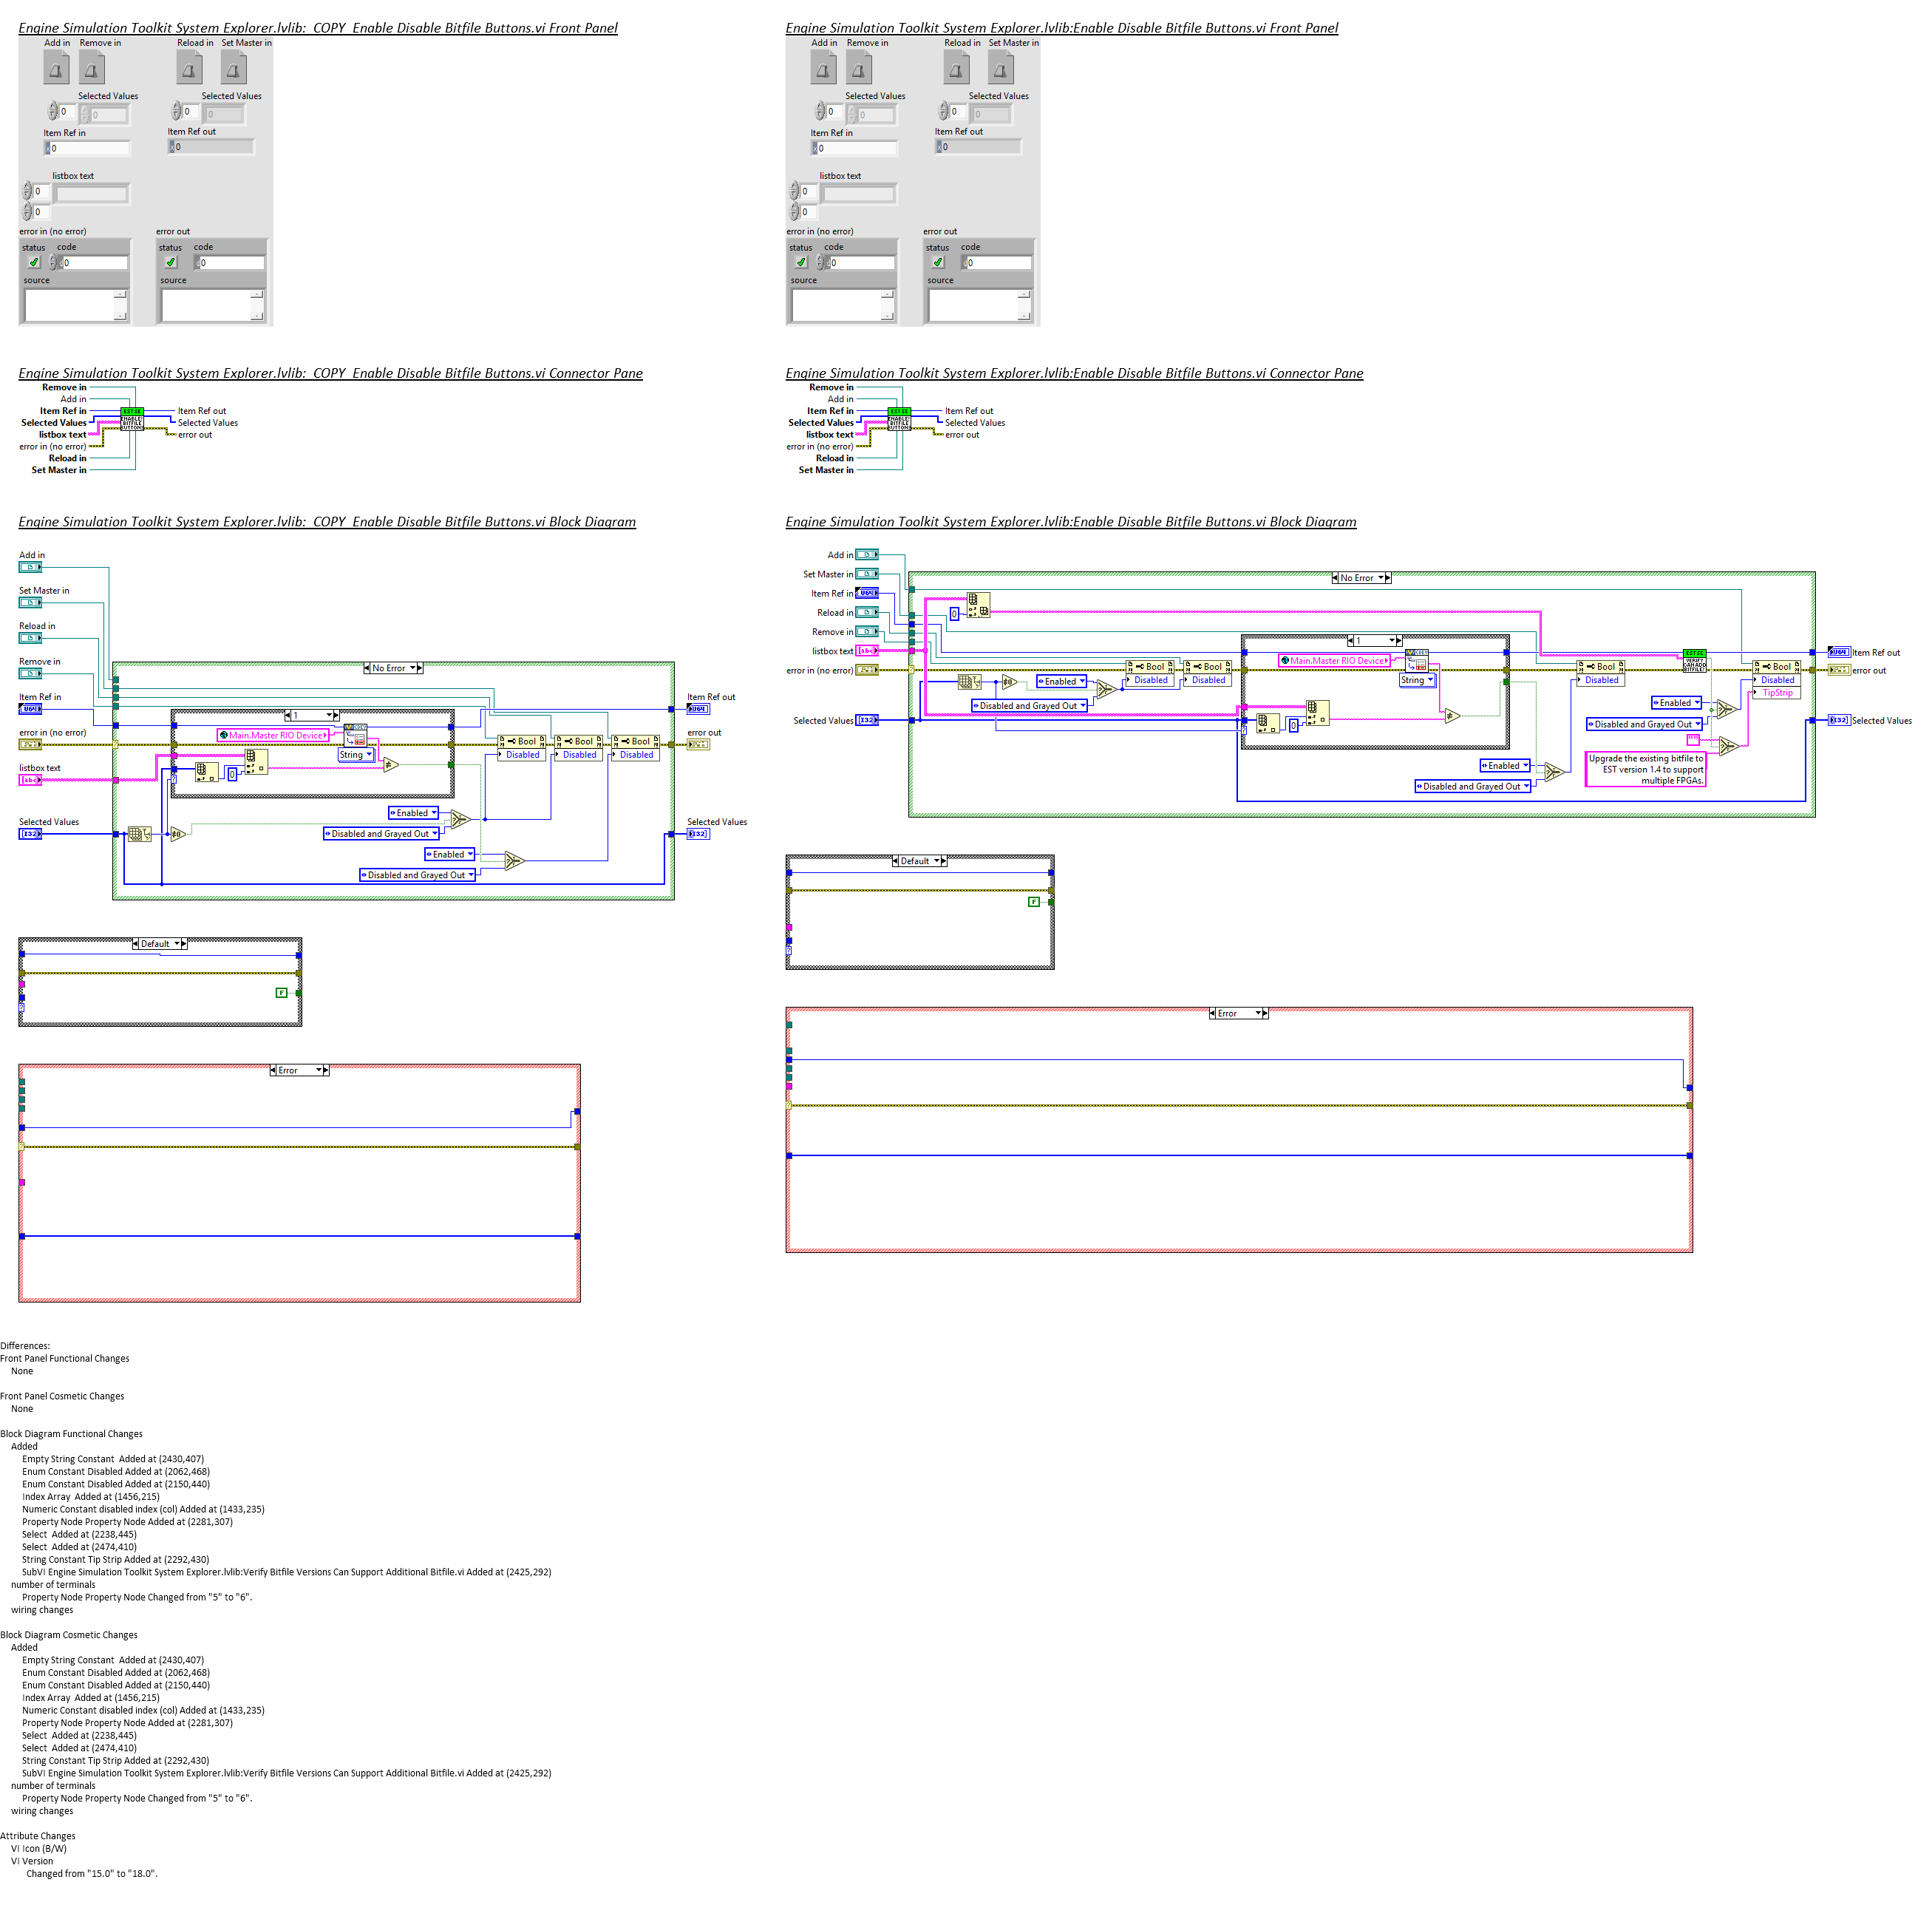 Engine Simulation Toolkit System Explorer.lvlib:  COPY  Enable Disable Bitfile Buttons.vi Front Panel
Add in
Remove in
Reload in
Set Master in
Selected Values
Selected Values
0
0
0
0
Item Ref in
Item Ref out
0
0
listbox text
0
0
error in (no error)
error out
status
code
status
code
0
0
source
source
Engine Simulation Toolkit System Explorer.lvlib:  COPY  Enable Disable Bitfile Buttons.vi Connector Pane
Remove in
Add in
Item Ref in
Selected Values
listbox text
error in (no error)
Reload in
Set Master in
EST:SE
ENABLE/
BITFILE
BUTTONS
Item Ref out
Selected Values
error out
Engine Simulation Toolkit System Explorer.lvlib:  COPY  Enable Disable Bitfile Buttons.vi Block Diagram
Add in
Set Master in
Reload in
Remove in
Item Ref in
U64
error in (no error)
listbox text
[abc]
Selected Values
[I32]
No Error
1
Main.Master RIO Device
String
0
Bool
Disabled
Bool
Disabled
Bool
Disabled
Enabled
Disabled and Grayed Out
Enabled
Disabled and Grayed Out
Item Ref out
U64
error out
Selected Values
[I32]
Default
F
Error
Engine Simulation Toolkit System Explorer.lvlib:Enable Disable Bitfile Buttons.vi Front Panel
Add in
Remove in
Reload in
Set Master in
Selected Values
Selected Values
0
0
0
0
Item Ref in
Item Ref out
0
0
listbox text
0
0
error in (no error)
error out
status
code
status
code
0
0
source
source
Engine Simulation Toolkit System Explorer.lvlib:Enable Disable Bitfile Buttons.vi Connector Pane
Remove in
Add in
Item Ref in
Selected Values
listbox text
error in (no error)
Reload in
Set Master in
EST:SE
ENABLE/
BITFILE
BUTTONS
Item Ref out
Selected Values
error out
Engine Simulation Toolkit System Explorer.lvlib:Enable Disable Bitfile Buttons.vi Block Diagram
Add in
Set Master in
Item Ref in
U64
Reload in
Remove in
listbox text
[abc]
error in (no error)
Selected Values
[I32]
No Error
0
Enabled
Disabled and Grayed Out
Bool
Disabled
Bool
Disabled
1
Main.Master RIO Device
String
0
Enabled
Disabled and Grayed Out
Bool
Disabled
EST:SE
VERIFY
CAN ADD
BITFILE
Enabled
Disabled and Grayed Out
Upgrade the existing bitfile to
EST version 1.4 to support
multiple FPGAs.
Bool
Disabled
TipStrip
Item Ref out
U64
error out
Selected Values
[I32]
Default
F
Error
Differences:
Front Panel Functional Changes
None
Front Panel Cosmetic Changes
None
Block Diagram Functional Changes
Added
Empty String Constant  Added at (2430,407)
Enum Constant Disabled Added at (2062,468)
Enum Constant Disabled Added at (2150,440)
Index Array  Added at (1456,215)
Numeric Constant disabled index (col) Added at (1433,235)
Property Node Property Node Added at (2281,307)
Select  Added at (2238,445)
Select  Added at (2474,410)
String Constant Tip Strip Added at (2292,430)
SubVI Engine Simulation Toolkit System Explorer.lvlib:Verify Bitfile Versions Can Support Additional Bitfile.vi Added at (2425,292)
number of terminals
Property Node Property Node Changed from "5" to "6".
wiring changes
Block Diagram Cosmetic Changes
Added
Empty String Constant  Added at (2430,407)
Enum Constant Disabled Added at (2062,468)
Enum Constant Disabled Added at (2150,440)
Index Array  Added at (1456,215)
Numeric Constant disabled index (col) Added at (1433,235)
Property Node Property Node Added at (2281,307)
Select  Added at (2238,445)
Select  Added at (2474,410)
String Constant Tip Strip Added at (2292,430)
SubVI Engine Simulation Toolkit System Explorer.lvlib:Verify Bitfile Versions Can Support Additional Bitfile.vi Added at (2425,292)
number of terminals
Property Node Property Node Changed from "5" to "6".
wiring changes
Attribute Changes
VI Icon (B/W)
VI Version
Changed from "15.0" to "18.0".